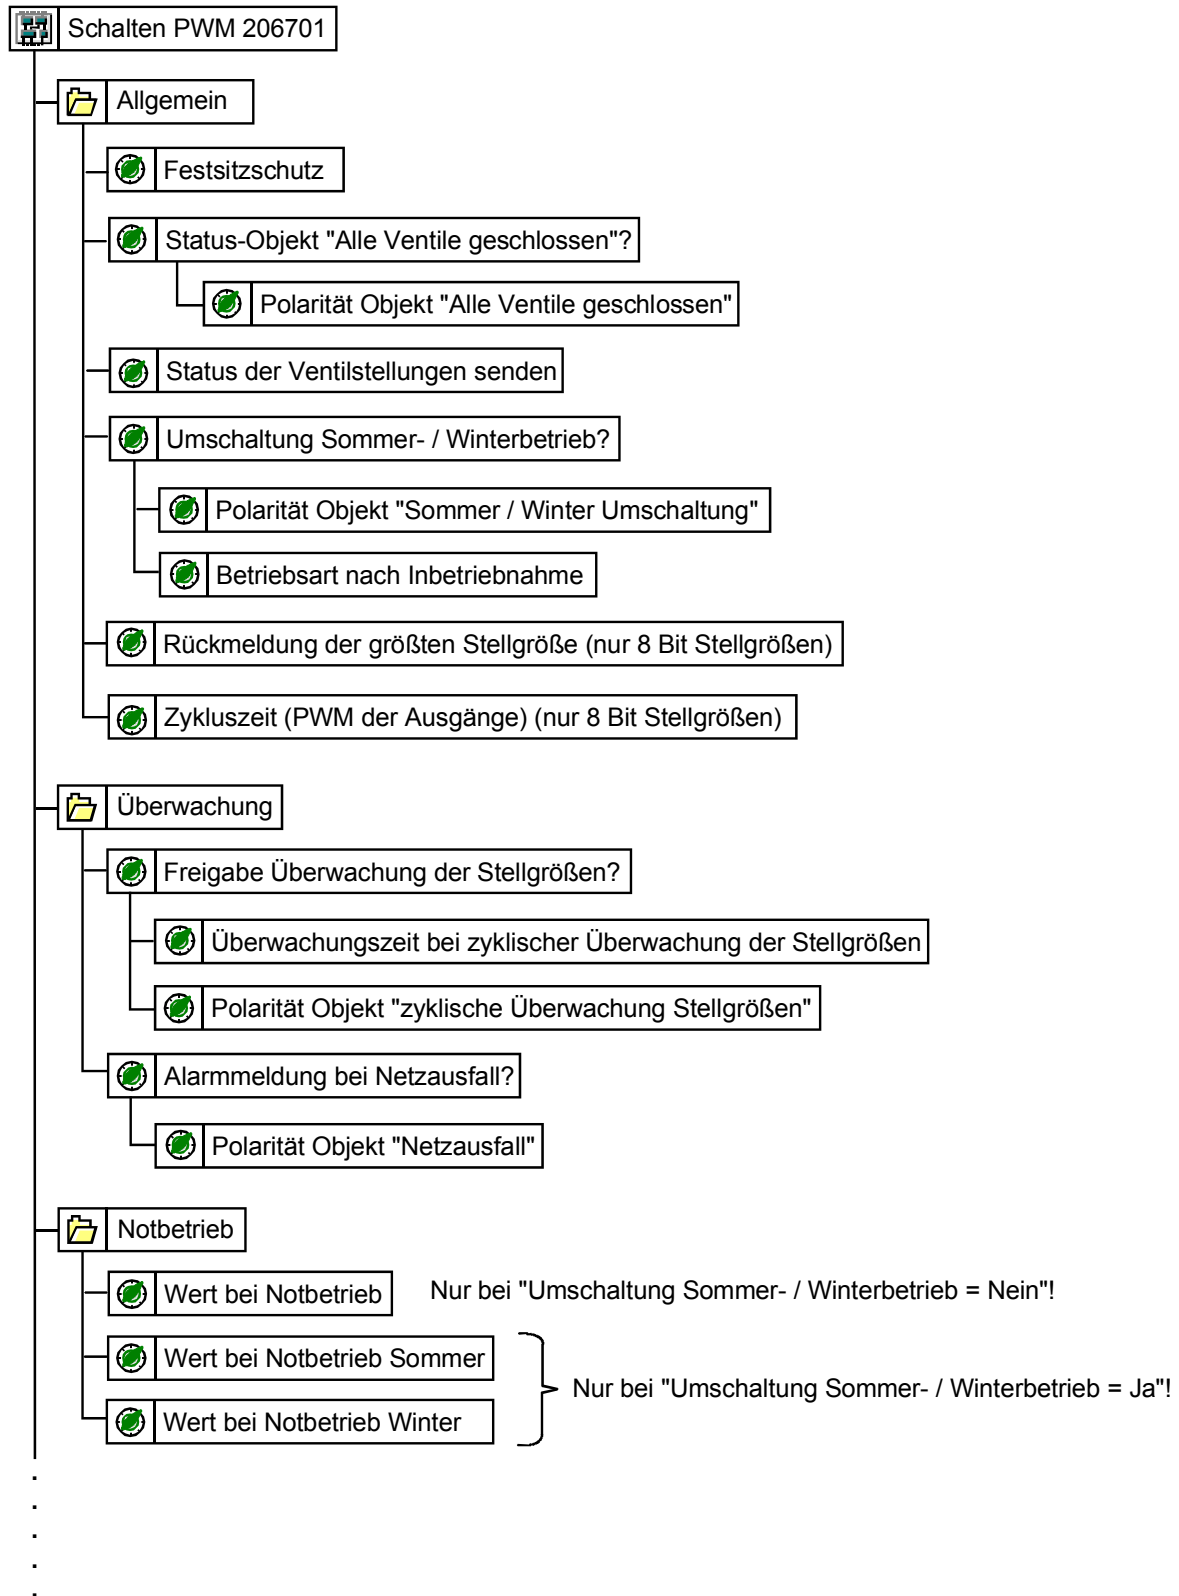 Schalten PWM 206701
Allgemein
Festsitzschutz
Status-Objekt "Alle Ventile geschlossen"?
Polarität Objekt "Alle Ventile geschlossen"
Status der Ventilstellungen senden
Umschaltung Sommer- / Winterbetrieb?
Polarität Objekt "Sommer / Winter Umschaltung"
Betriebsart nach Inbetriebnahme
Rückmeldung der größten Stellgröße (nur 8 Bit Stellgrößen)
Zykluszeit (PWM der Ausgänge) (nur 8 Bit Stellgrößen)
Überwachung
Freigabe Überwachung der Stellgrößen?
Überwachungszeit bei zyklischer Überwachung der Stellgrößen
Polarität Objekt "zyklische Überwachung Stellgrößen"
Alarmmeldung bei Netzausfall?
Polarität Objekt "Netzausfall"
Notbetrieb
Wert bei Notbetrieb
Nur bei "Umschaltung Sommer- / Winterbetrieb = Nein"!
Wert bei Notbetrieb Sommer
Nur bei "Umschaltung Sommer- / Winterbetrieb = Ja"!
Wert bei Notbetrieb Winter
.
.
.
.
.